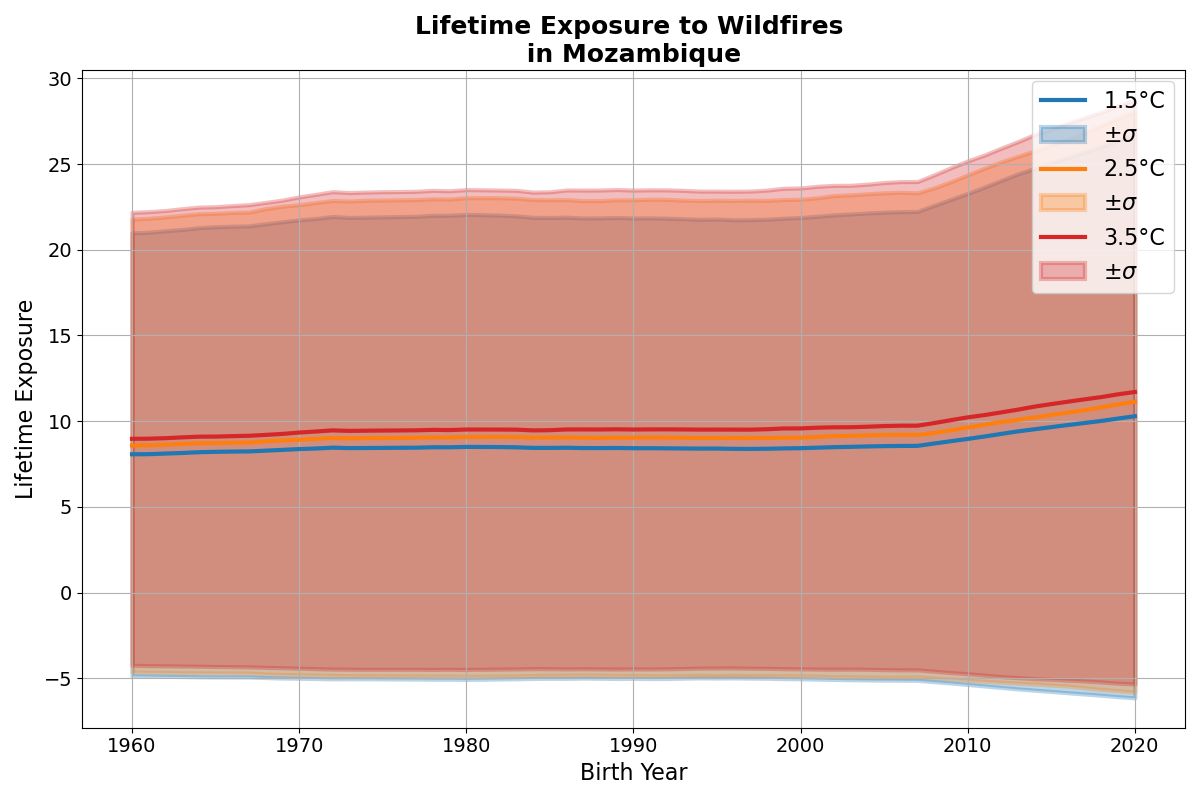 Lifetime Exposure to Wildfires
in Mozambique
Lifetime Exposure
30
25
20
15
10
5
0
−5
1.5°C
±σ
2.5°C
±σ
3.5°C
±σ
1960 1970 1980 1990 2000 2010 2020
Birth Year